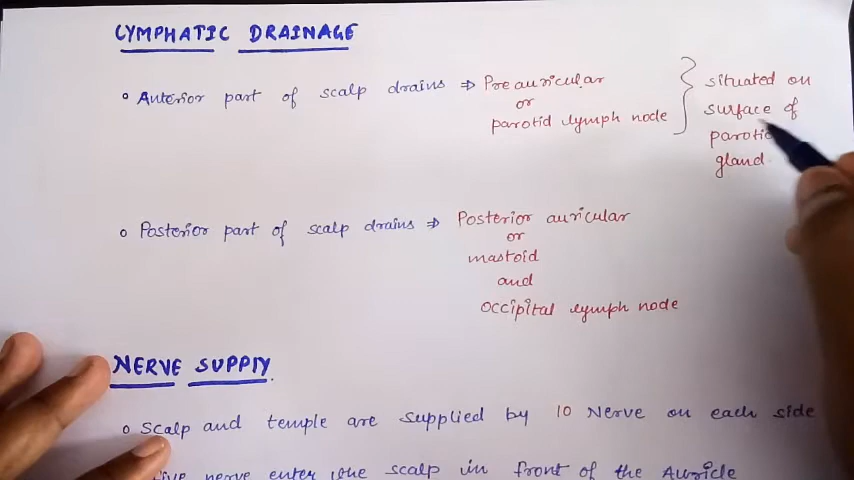 LYMPHATIC DRAINAGE
Anterior part of scalp drains ⇒ Preauricular
or
parotid lymph node
situated on
surface of
parotid
gland.
Posterior part of scalp drains ⇒ Posterior auricular
or
mastoid
and
occipital lymph node
NERVE SUPPLY
Scalp and temple are supplied by 10 Nerve on each side
nerve enter the scalp in front of the Auricle